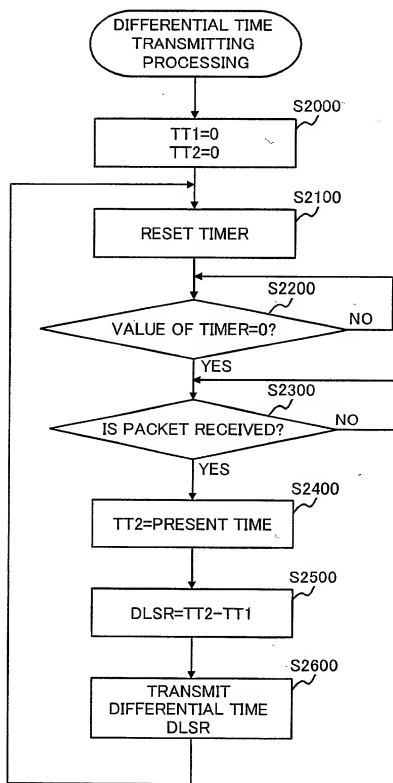 DIFFERENTIAL TIME
TRANSMITTING
PROCESSING
S2000
TT1=0
TT2=0
S2100
RESET TIMER
S2200
VALUE OF TIMER=0?
NO
YES
S2300
IS PACKET RECEIVED?
NO
YES
S2400
TT2=PRESENT TIME
S2500
DLSR=TT2-TT1
S2600
TRANSMIT
DIFFERENTIAL TIME
DLSR